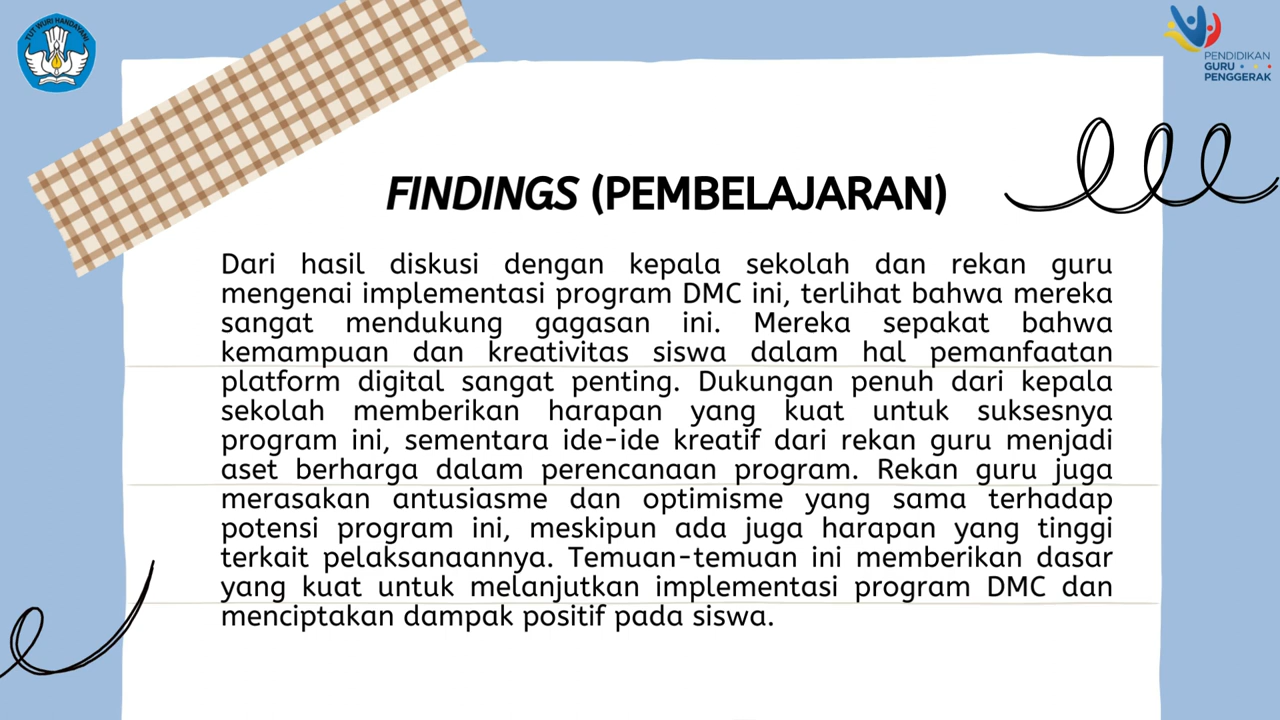 TUT WURI HANDAYANI
PENDIDIKAN
GURU
PENGGERAK
FINDINGS (PEMBELAJARAN)
Dari hasil diskusi dengan kepala sekolah dan rekan guru
mengenai implementasi program DMC ini, terlihat bahwa mereka
sangat mendukung gagasan ini. Mereka sepakat bahwa
kemampuan dan kreativitas siswa dalam hal pemanfaatan
platform digital sangat penting. Dukungan penuh dari kepala
sekolah memberikan harapan yang kuat untuk suksesnya
program ini, sementara ide-ide kreatif dari rekan guru menjadi
aset berharga dalam perencanaan program. Rekan guru juga
merasakan antusiasme dan optimisme yang sama terhadap
potensi program ini, meskipun ada juga harapan yang tinggi
terkait pelaksanaannya. Temuan-temuan ini memberikan dasar
yang kuat untuk melanjutkan implementasi program DMC dan
menciptakan dampak positif pada siswa.